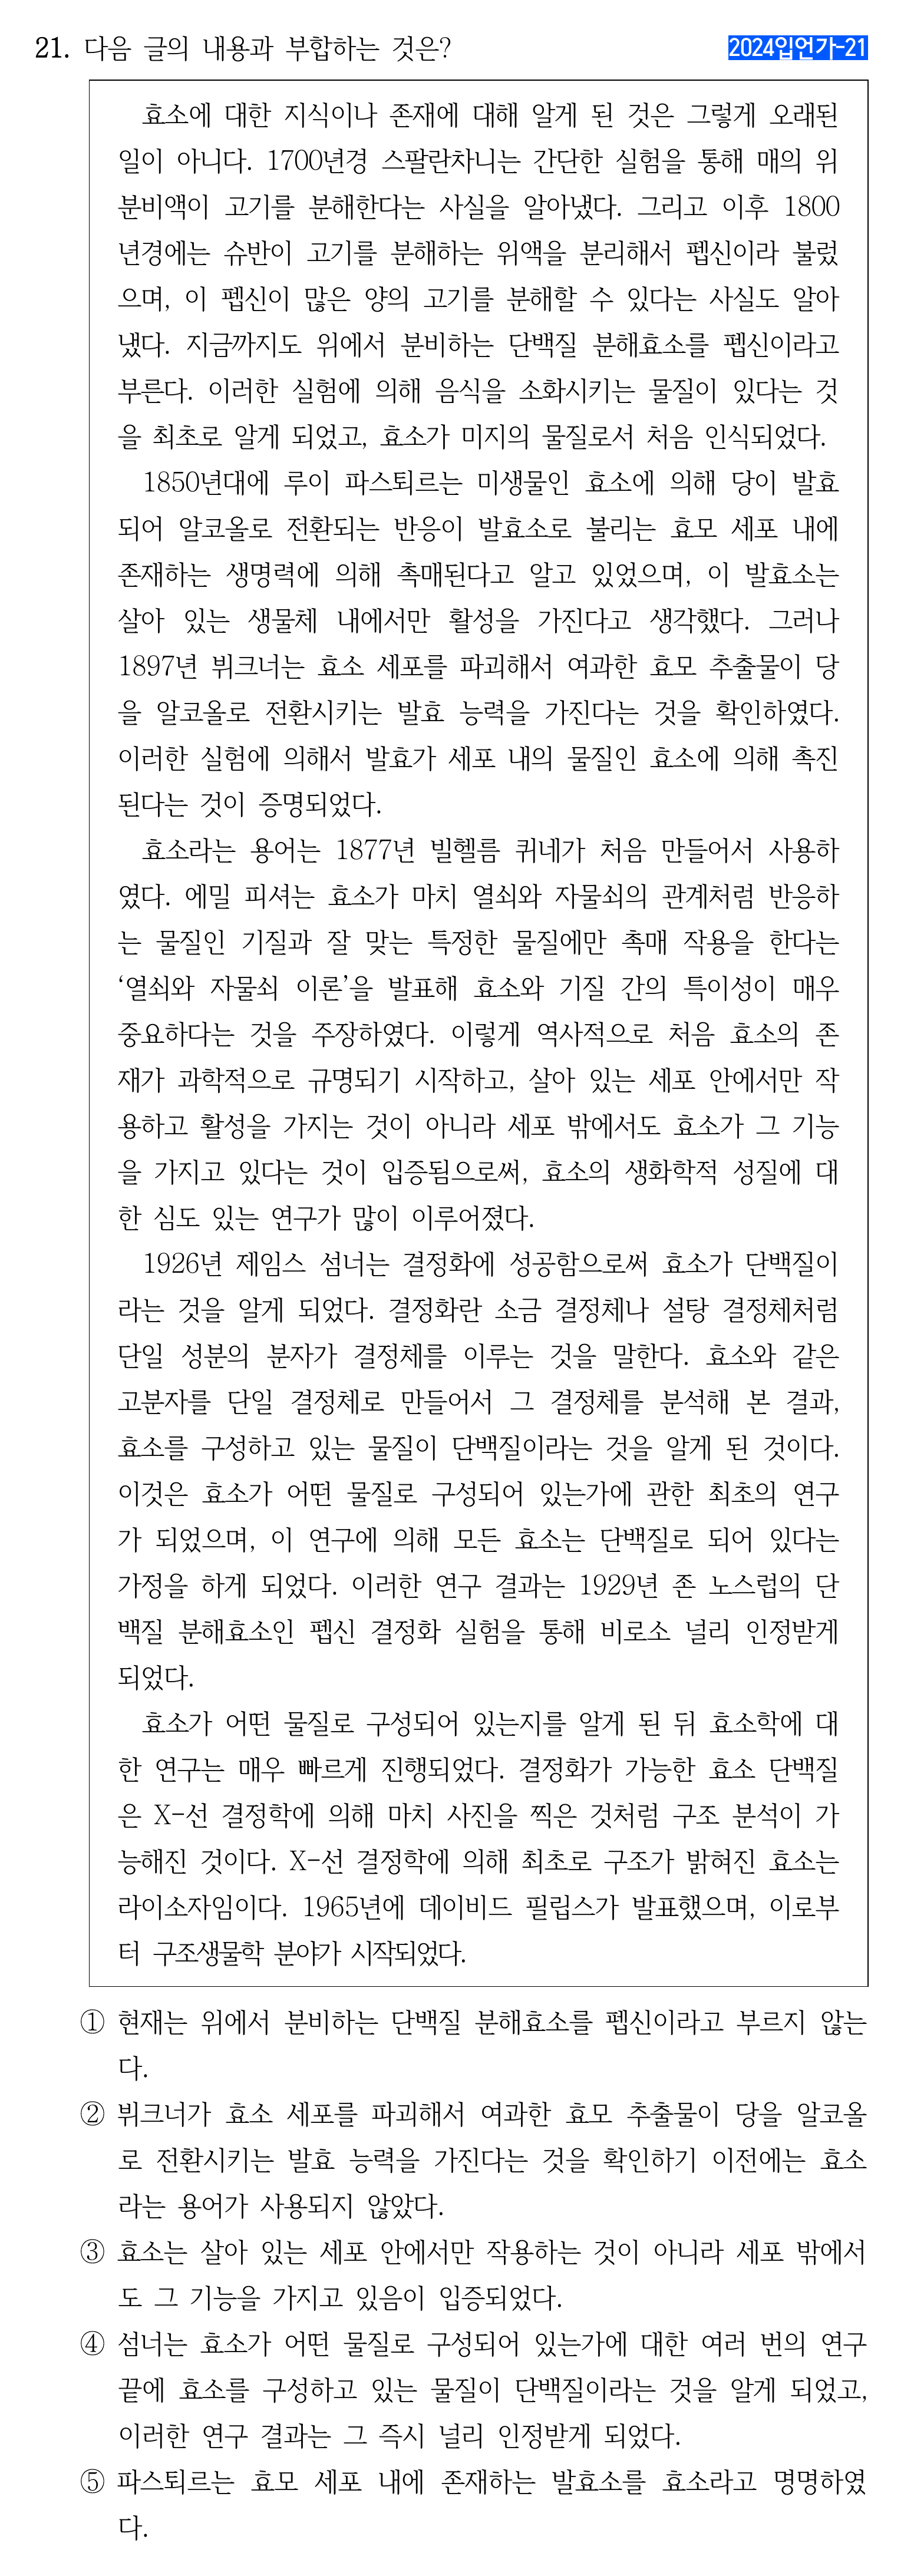 21. 다음 글의 내용과 부합하는 것은?
2024입언가-21
효소에 대한 지식이나 존재에 대해 알게 된 것은 그렇게 오래된
일이 아니다. 1700년경 스팔란차니는 간단한 실험을 통해 매의 위
분비액이 고기를 분해한다는 사실을 알아냈다. 그리고 이후 1800
년경에는 슈반이 고기를 분해하는 위액을 분리해서 펩신이라 불렀
으며, 이 펩신이 많은 양의 고기를 분해할 수 있다는 사실도 알아
냈다. 지금까지도 위에서 분비하는 단백질 분해효소를 펩신이라고
부른다. 이러한 실험에 의해 음식을 소화시키는 물질이 있다는 것
을 최초로 알게 되었고, 효소가 미지의 물질로서 처음 인식되었다.
1850년대에 루이 파스퇴르는 미생물인 효소에 의해 당이 발효
되어 알코올로 전환되는 반응이 발효소로 불리는 효모 세포 내에
존재하는 생명력에 의해 촉매된다고 알고 있었으며, 이 발효소는
살아 있는 생물체 내에서만 활성을 가진다고 생각했다. 그러나
1897년 뷔크너는 효소 세포를 파괴해서 여과한 효모 추출물이 당
을 알코올로 전환시키는 발효 능력을 가진다는 것을 확인하였다.
이러한 실험에 의해서 발효가 세포 내의 물질인 효소에 의해 촉진
된다는 것이 증명되었다.
효소라는 용어는 1877년 빌헬름 퀴네가 처음 만들어서 사용하
였다. 에밀 피셔는 효소가 마치 열쇠와 자물쇠의 관계처럼 반응하
는 물질인 기질과 잘 맞는 특정한 물질에만 촉매 작용을 한다는
‘열쇠와 자물쇠 이론’을 발표해 효소와 기질 간의 특이성이 매우
중요하다는 것을 주장하였다. 이렇게 역사적으로 처음 효소의 존
재가 과학적으로 규명되기 시작하고, 살아 있는 세포 안에서만 작
용하고 활성을 가지는 것이 아니라 세포 밖에서도 효소가 그 기능
을 가지고 있다는 것이 입증됨으로써, 효소의 생화학적 성질에 대
한 심도 있는 연구가 많이 이루어졌다.
1926년 제임스 섬너는 결정화에 성공함으로써 효소가 단백질이
라는 것을 알게 되었다. 결정화란 소금 결정체나 설탕 결정체처럼
단일 성분의 분자가 결정체를 이루는 것을 말한다. 효소와 같은
고분자를 단일 결정체로 만들어서 그 결정체를 분석해 본 결과,
효소를 구성하고 있는 물질이 단백질이라는 것을 알게 된 것이다.
이것은 효소가 어떤 물질로 구성되어 있는가에 관한 최초의 연구
가 되었으며, 이 연구에 의해 모든 효소는 단백질로 되어 있다는
가정을 하게 되었다. 이러한 연구 결과는 1929년 존 노스럽의 단
백질 분해효소인 펩신 결정화 실험을 통해 비로소 널리 인정받게
되었다.
효소가 어떤 물질로 구성되어 있는지를 알게 된 뒤 효소학에 대
한 연구는 매우 빠르게 진행되었다. 결정화가 가능한 효소 단백질
은 X-선 결정학에 의해 마치 사진을 찍은 것처럼 구조 분석이 가
능해진 것이다. X-선 결정학에 의해 최초로 구조가 밝혀진 효소는
라이소자임이다. 1965년에 데이비드 필립스가 발표했으며, 이로부
터 구조생물학 분야가 시작되었다.
① 현재는 위에서 분비하는 단백질 분해효소를 펩신이라고 부르지 않는
다.
② 뷔크너가 효소 세포를 파괴해서 여과한 효모 추출물이 당을 알코올
로 전환시키는 발효 능력을 가진다는 것을 확인하기 이전에는 효소
라는 용어가 사용되지 않았다.
③ 효소는 살아 있는 세포 안에서만 작용하는 것이 아니라 세포 밖에서
도 그 기능을 가지고 있음이 입증되었다.
④ 섬너는 효소가 어떤 물질로 구성되어 있는가에 대한 여러 번의 연구
끝에 효소를 구성하고 있는 물질이 단백질이라는 것을 알게 되었고,
이러한 연구 결과는 그 즉시 널리 인정받게 되었다.
⑤ 파스퇴르는 효모 세포 내에 존재하는 발효소를 효소라고 명명하였
다.